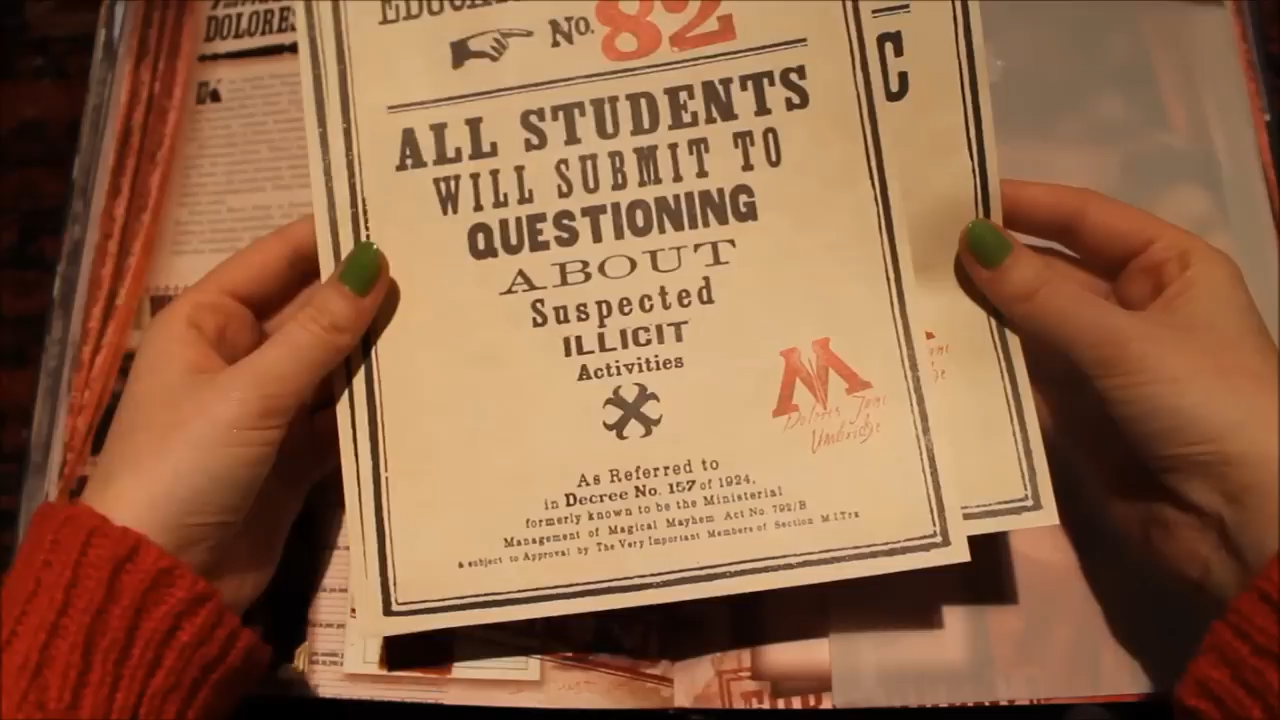 DOLORES
No. 82
C
ALL STUDENTS
WILL SUBMIT TO
QUESTIONING
ABOUT
Suspected
ILLICIT
Activities
M
Dolores Jane
Umbridge
As Referred to
in Decree No. 157 of 1924,
formerly known to be the Ministerial
Management of Magical Mayhem Act No. 792/B
& subject to Approval by The Very Important Members of Section M.I.Trx